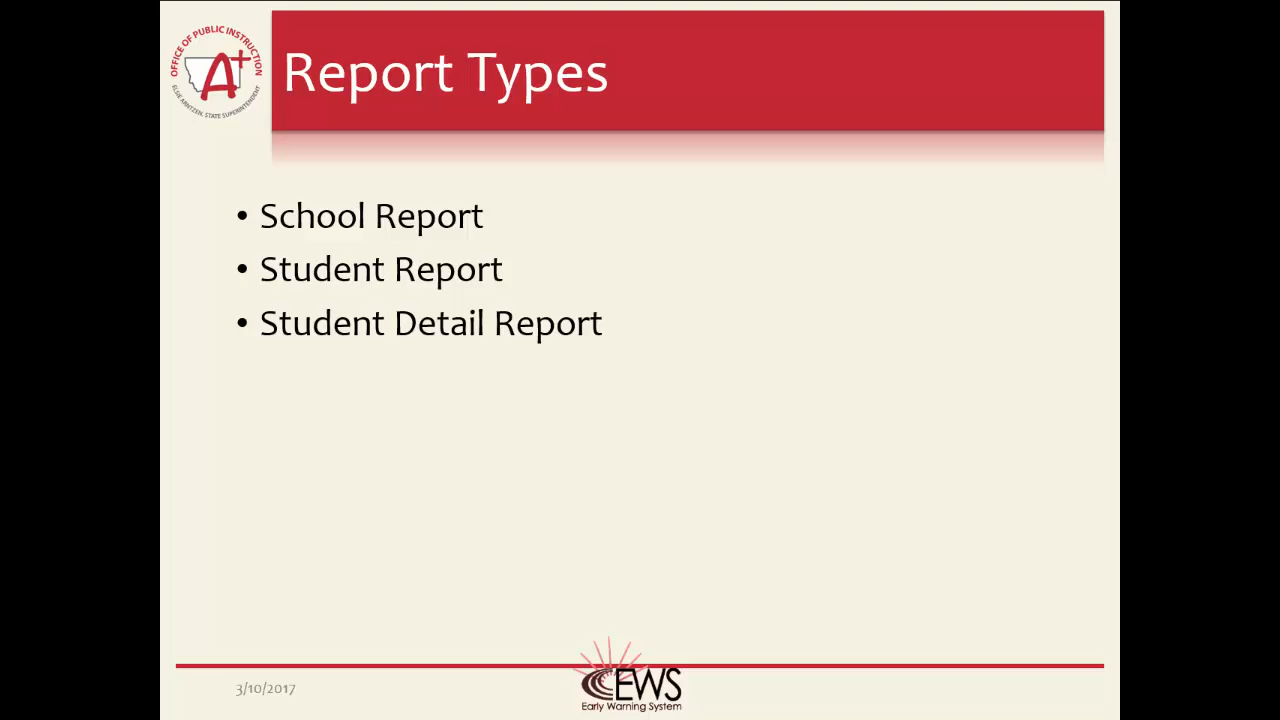 OFFICE OF PUBLIC INSTRUCTION
A+
ELSIE ARNTZEN, STATE SUPERINTENDENT
Report Types
• School Report
• Student Report
• Student Detail Report
3/10/2017
EWS
Early Warning System